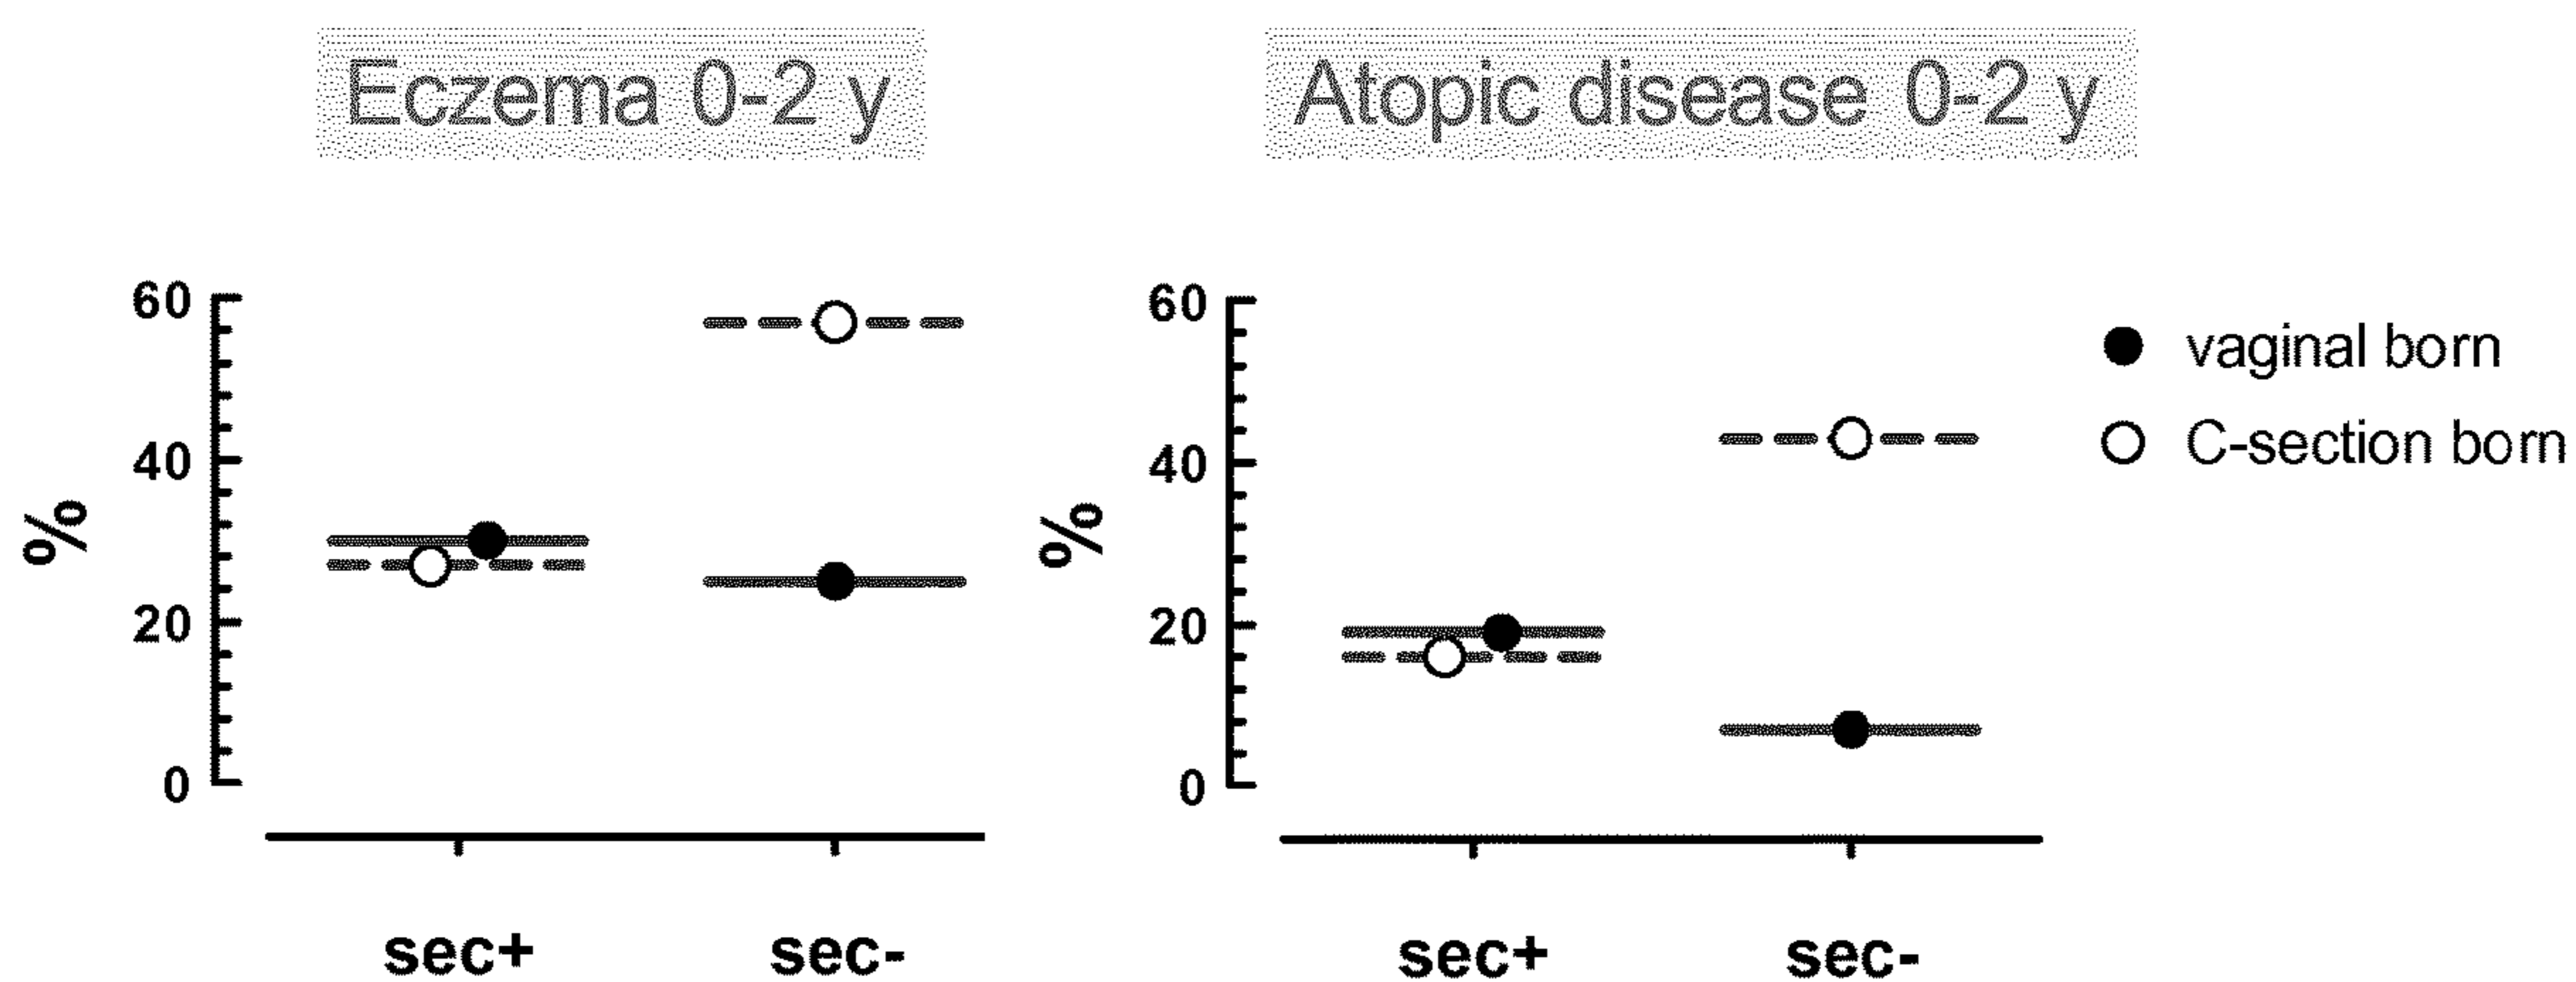 Eczema 0-2 y
60
40
20
0
%
sec+ sec-
Atopic disease 0-2 y
60
40
20
0
%
sec+ sec-
vaginal born
C-section born